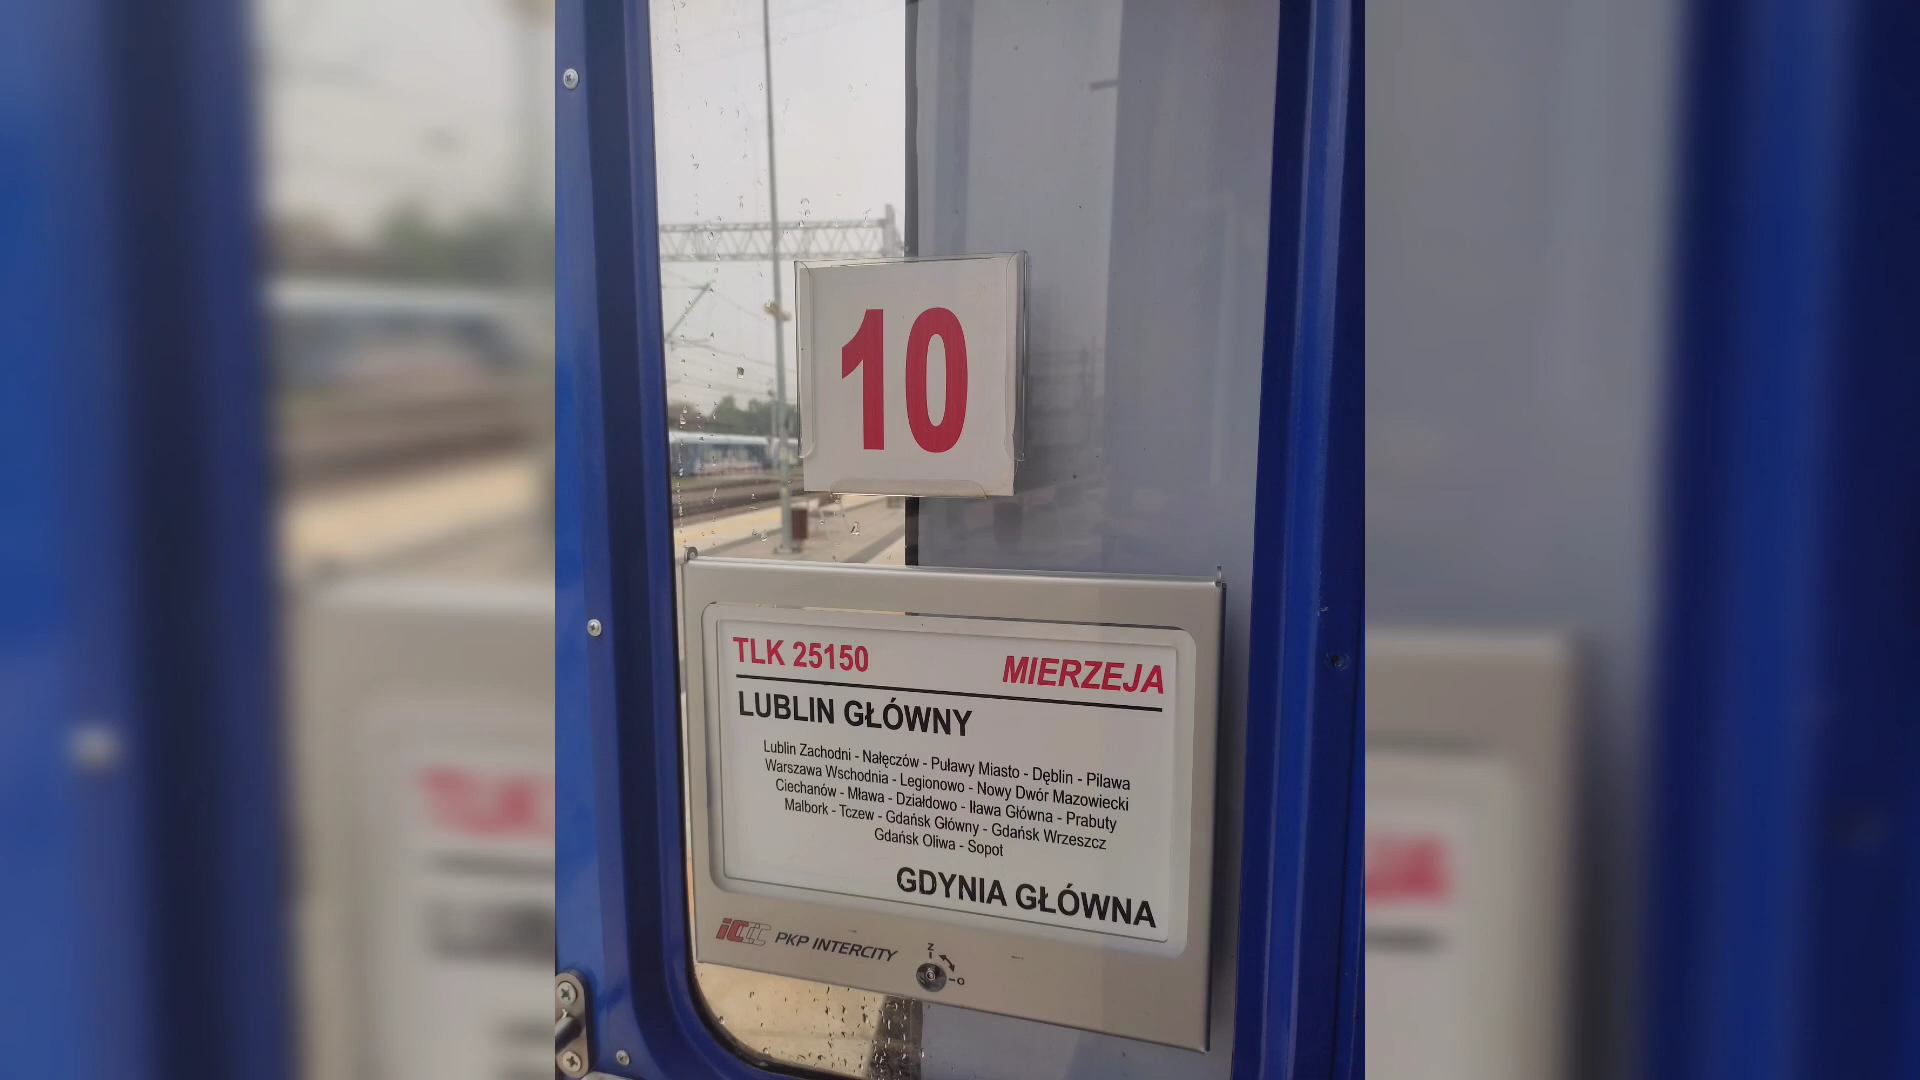 10
TLK 25150 MIERZEJA
LUBLIN GŁÓWNY
Lublin Zachodni - Nałęczów - Puławy Miasto - Dęblin - Pilawa
Warszawa Wschodnia - Legionowo - Nowy Dwór Mazowiecki
Ciechanów - Mława - Działdowo - Iława Główna - Prabuty
Malbork - Tczew - Gdańsk Główny - Gdańsk Wrzeszcz
Gdańsk Oliwa - Sopot
GDYNIA GŁÓWNA
IC PKP INTERCITY
Z
O